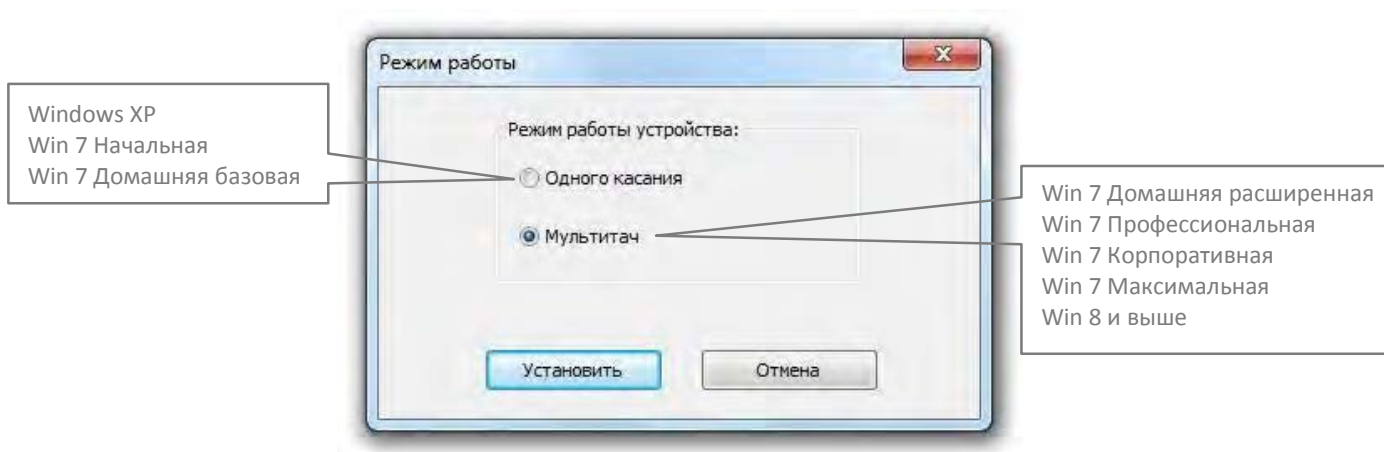 Режим работы
Windows XP
Win 7 Начальная
Win 7 Домашняя базовая
Режим работы устройства:
Одного касания
Мультитач
Win 7 Домашняя расширенная
Win 7 Профессиональная
Win 7 Корпоративная
Win 7 Максимальная
Win 8 и выше
Установить
Отмена